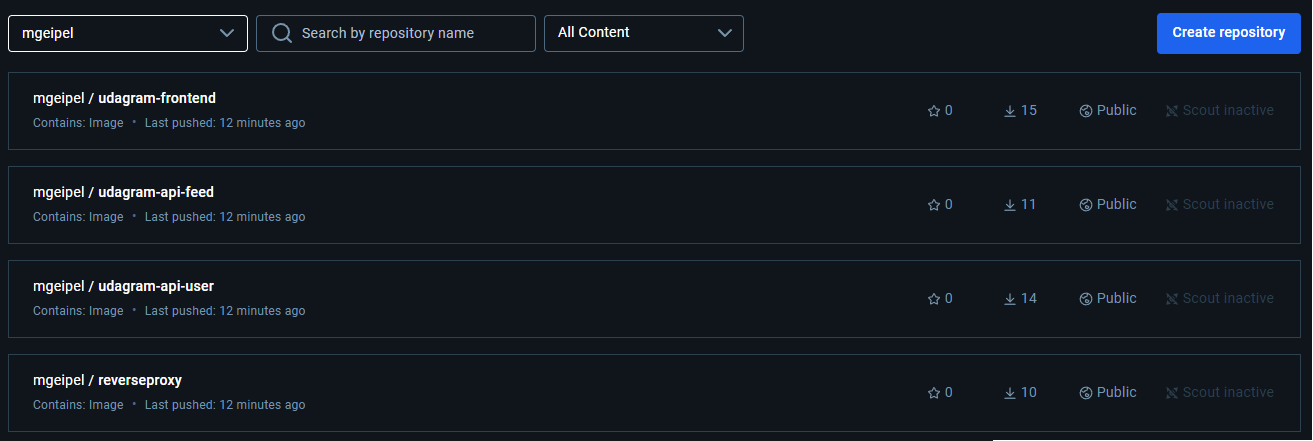 mgeipel Search by repository name All Content Create repository
mgeipel / udagram-frontend
Contains: Image • Last pushed: 12 minutes ago 0 15 Public Scout inactive
mgeipel / udagram-api-feed
Contains: Image • Last pushed: 12 minutes ago 0 11 Public Scout inactive
mgeipel / udagram-api-user
Contains: Image • Last pushed: 12 minutes ago 0 14 Public Scout inactive
mgeipel / reverseproxy
Contains: Image • Last pushed: 12 minutes ago 0 10 Public Scout inactive